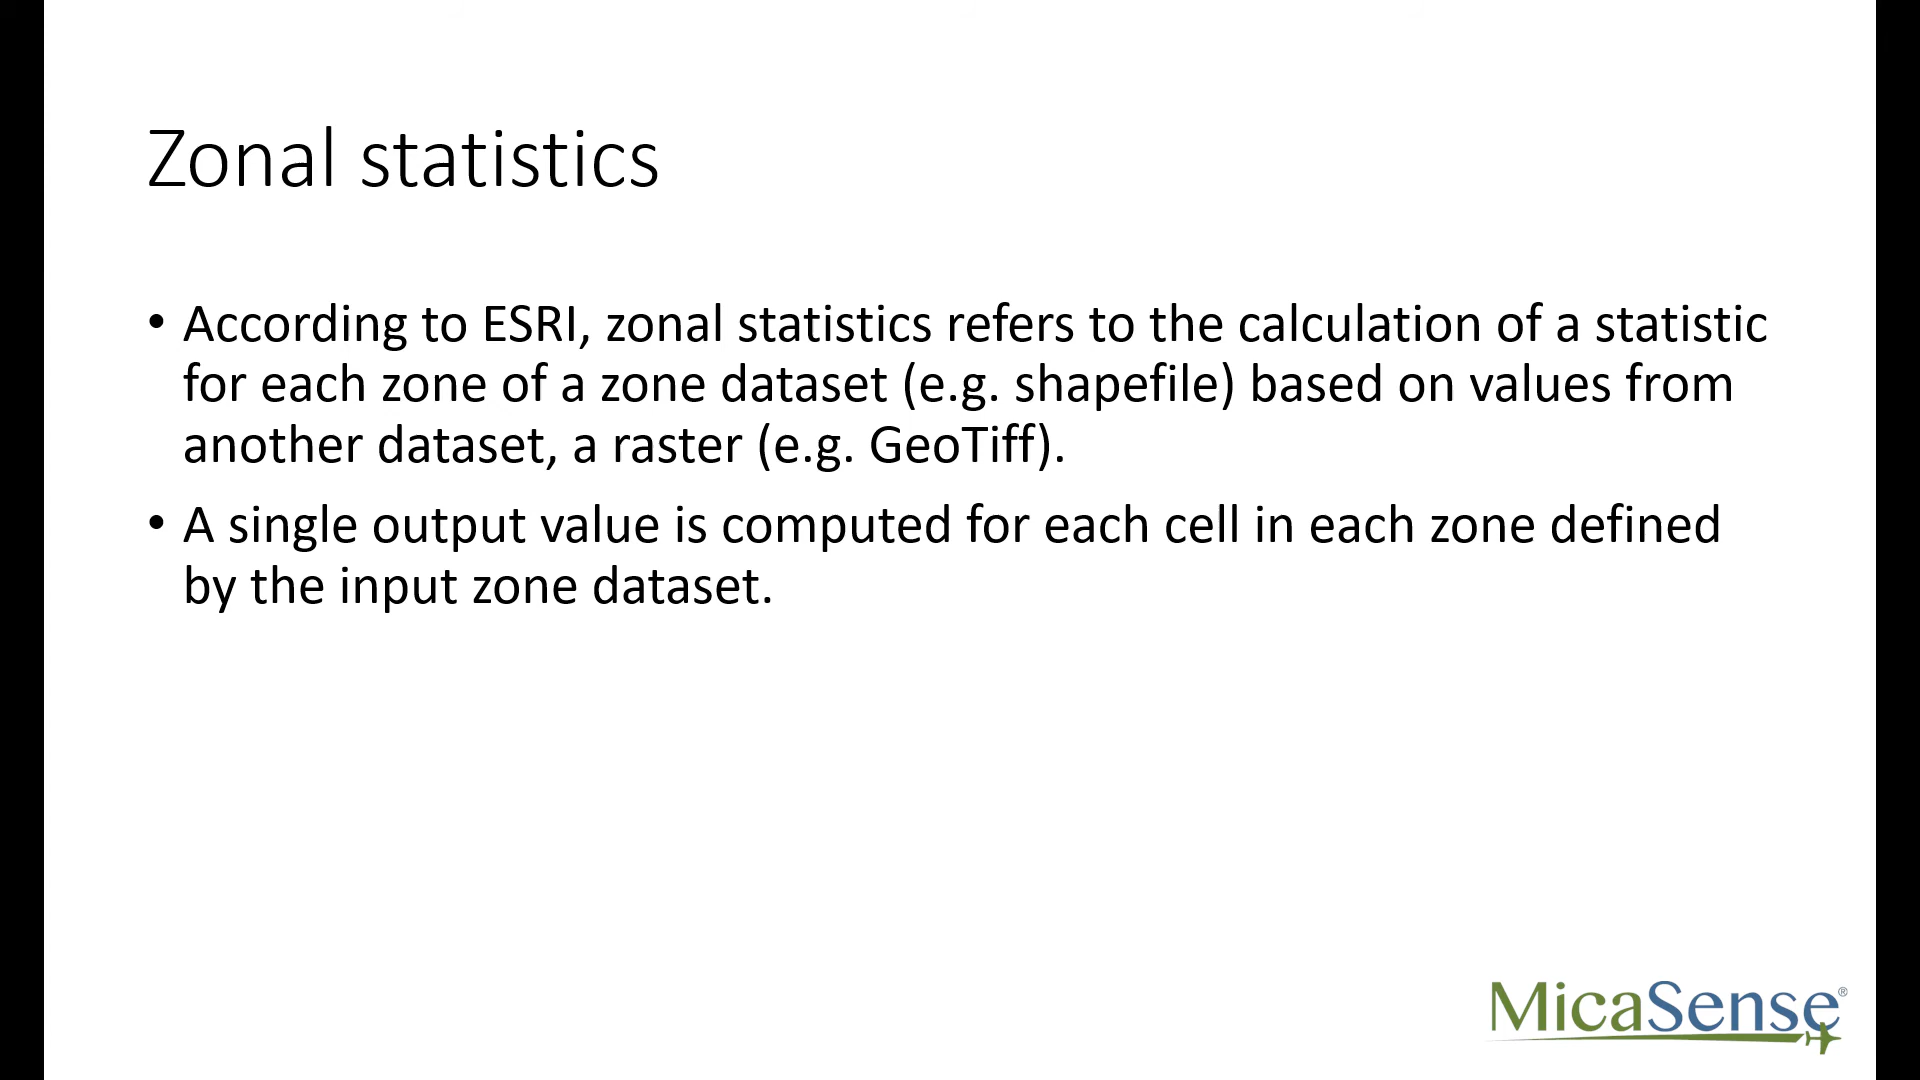 Zonal statistics
• According to ESRI, zonal statistics refers to the calculation of a statistic
for each zone of a zone dataset (e.g. shapefile) based on values from
another dataset, a raster (e.g. GeoTiff).
• A single output value is computed for each cell in each zone defined
by the input zone dataset.
MicaSense®